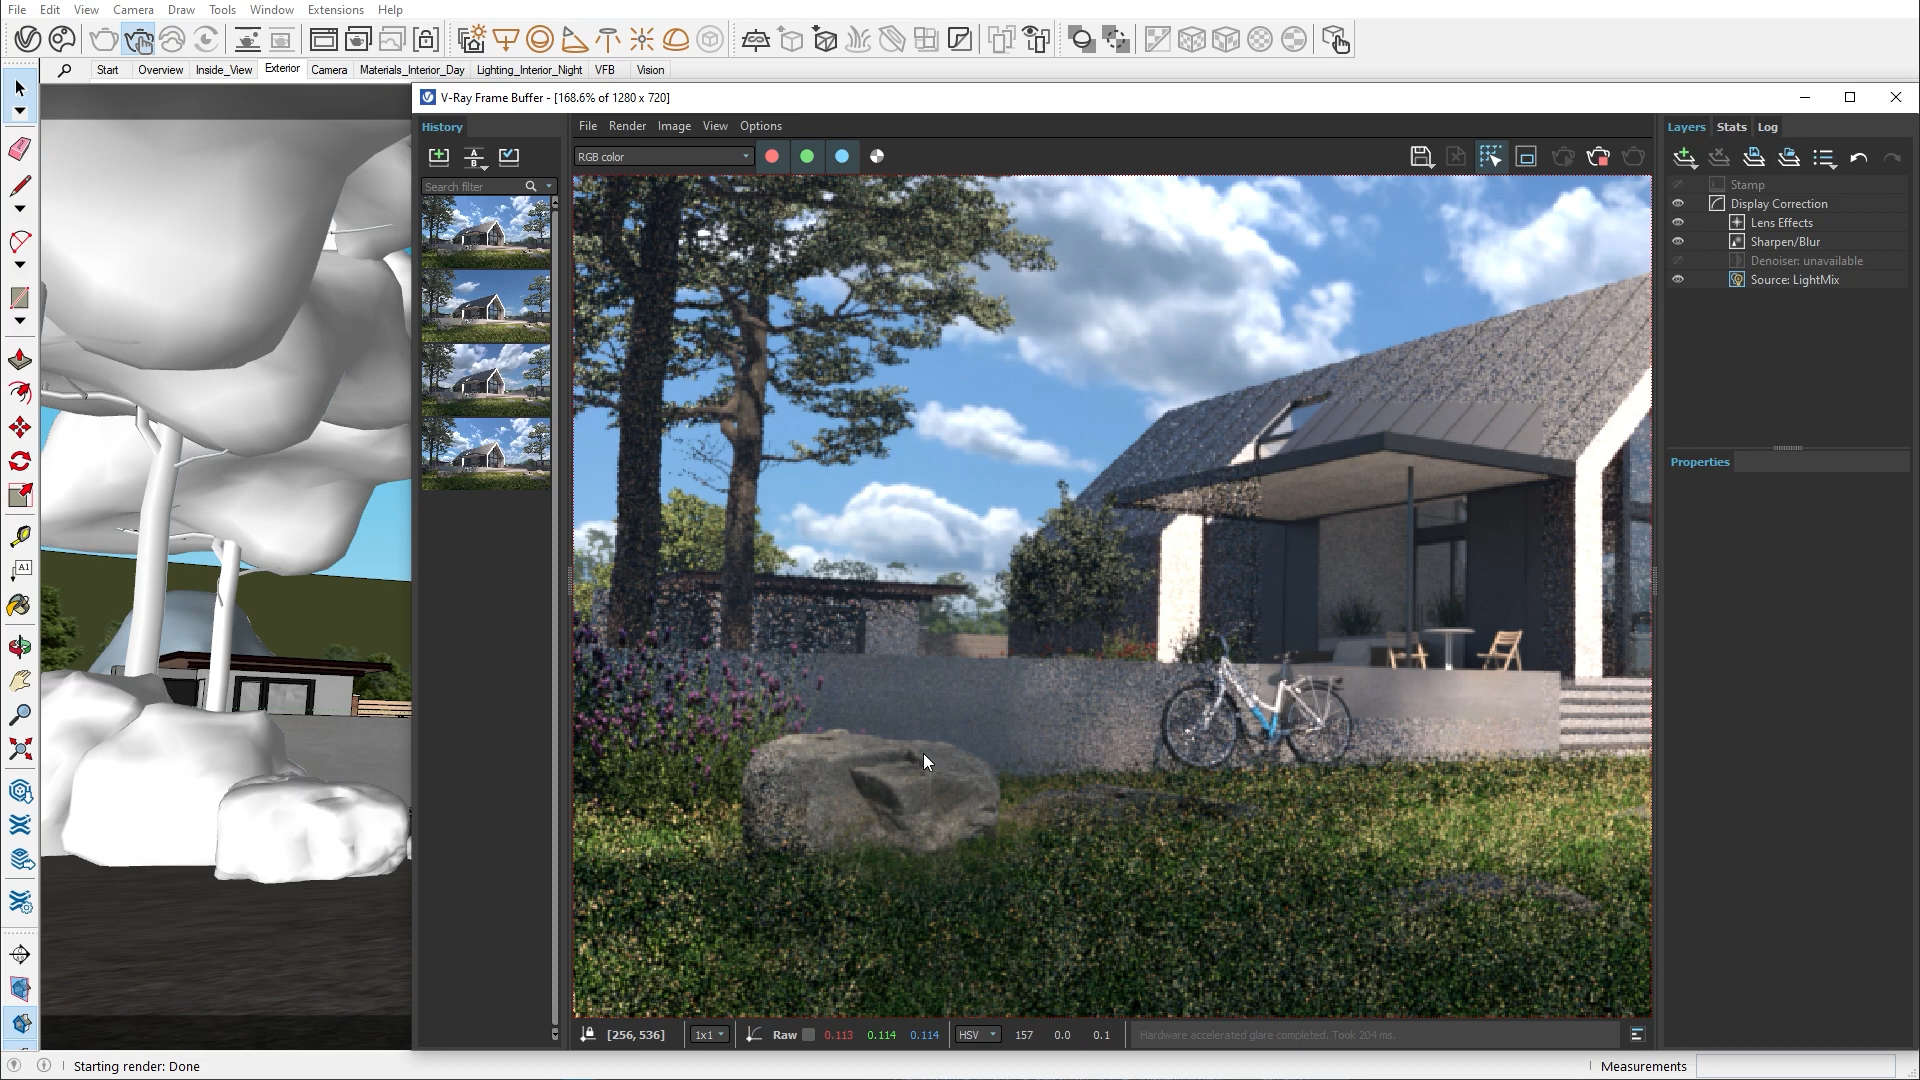 File Edit View Camera Draw Tools Window Extensions Help
Start Overview Inside_View Exterior Camera Materials_Interior_Day Lighting_Interior_Night VFB Vision
V-Ray Frame Buffer - [168.6% of 1280 x 720]
History
File Render Image View Options
Layers Stats Log
A
B
RGB color
Search filter
Stamp
Display Correction
Lens Effects
Sharpen/Blur
Denoiser: unavailable
Source: LightMix
Properties
A1
[256, 536] 1x1 Raw 0.113 0.114 0.114 HSV 157 0.0 0.1 Hardware accelerated glare completed. Took 204 ms.
Starting render: Done
Measurements